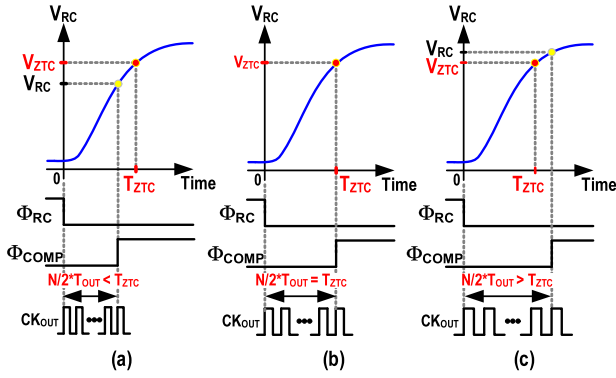 V_RC V_RC V_RC
V_ZTC V_ZTC V_RC
V_RC V_ZTC
0 T_ZTC Time 0 T_ZTC Time 0 T_ZTC Time
Φ_RC Φ_RC Φ_RC
Φ_COMP Φ_COMP Φ_COMP
N/2*T_OUT < T_ZTC N/2*T_OUT = T_ZTC N/2*T_OUT > T_ZTC
CK_OUT CK_OUT CK_OUT
(a) (b) (c)